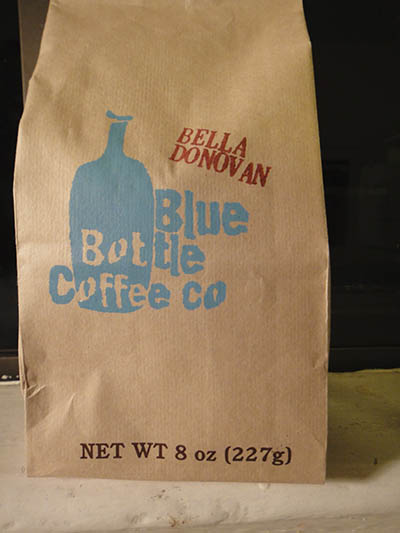 BELLA
DONOVAN
Blue
Bottle
Coffee Co
NET WT 8 oz (227g)